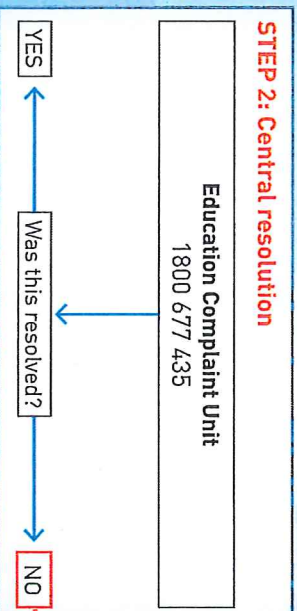 STEP 2: Central resolution
Education Complaint Unit
1800 677 435
Was this resolved?
YES
NO